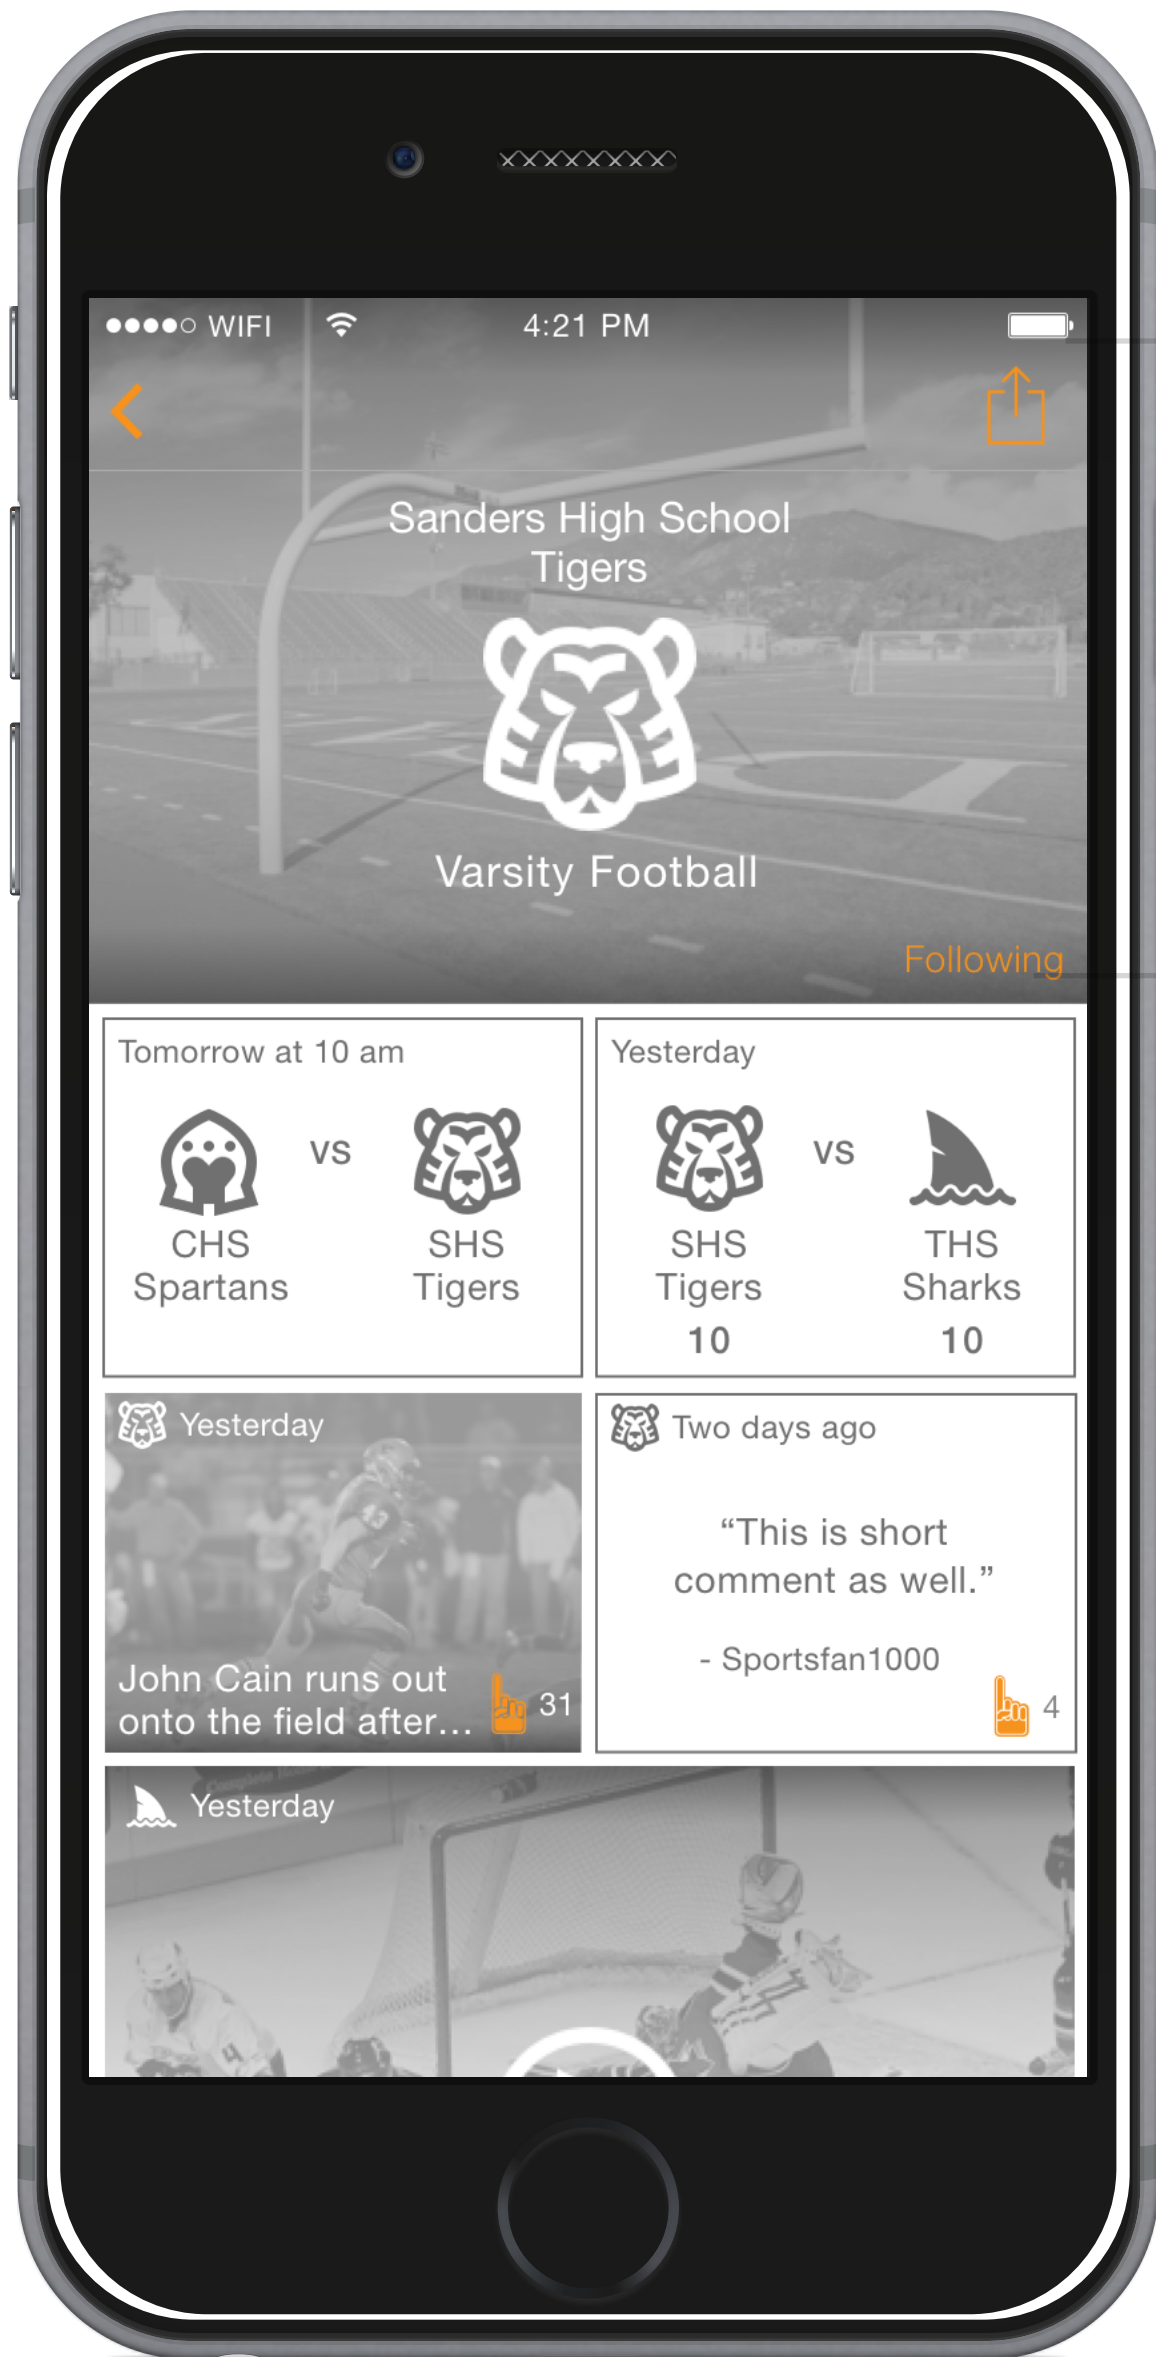 WIFI
4:21 PM
Sanders High School
Tigers
Varsity Football
Following
Tomorrow at 10 am
vs
CHS
Spartans
SHS
Tigers
Yesterday
vs
SHS
Tigers
10
THS
Sharks
10
Yesterday
43
John Cain runs out
onto the field after...
31
Two days ago
“This is short
comment as well.”
- Sportsfan1000
4
Yesterday
4